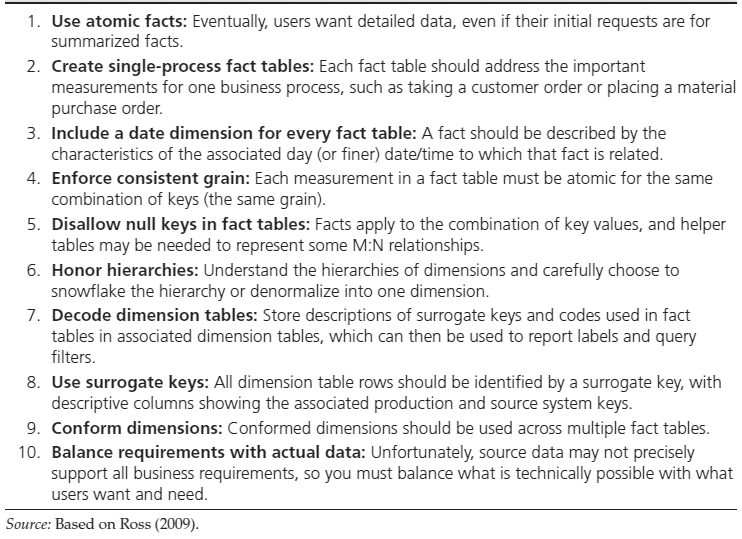 1. Use atomic facts: Eventually, users want detailed data, even if their initial requests are for
summarized facts.
2. Create single-process fact tables: Each fact table should address the important
measurements for one business process, such as taking a customer order or placing a material
purchase order.
3. Include a date dimension for every fact table: A fact should be described by the
characteristics of the associated day (or finer) date/time to which that fact is related.
4. Enforce consistent grain: Each measurement in a fact table must be atomic for the same
combination of keys (the same grain).
5. Disallow null keys in fact tables: Facts apply to the combination of key values, and helper
tables may be needed to represent some M:N relationships.
6. Honor hierarchies: Understand the hierarchies of dimensions and carefully choose to
snowflake the hierarchy or denormalize into one dimension.
7. Decode dimension tables: Store descriptions of surrogate keys and codes used in fact
tables in associated dimension tables, which can then be used to report labels and query
filters.
8. Use surrogate keys: All dimension table rows should be identified by a surrogate key, with
descriptive columns showing the associated production and source system keys.
9. Conform dimensions: Conformed dimensions should be used across multiple fact tables.
10. Balance requirements with actual data: Unfortunately, source data may not precisely
support all business requirements, so you must balance what is technically possible with what
users want and need.
Source: Based on Ross (2009).